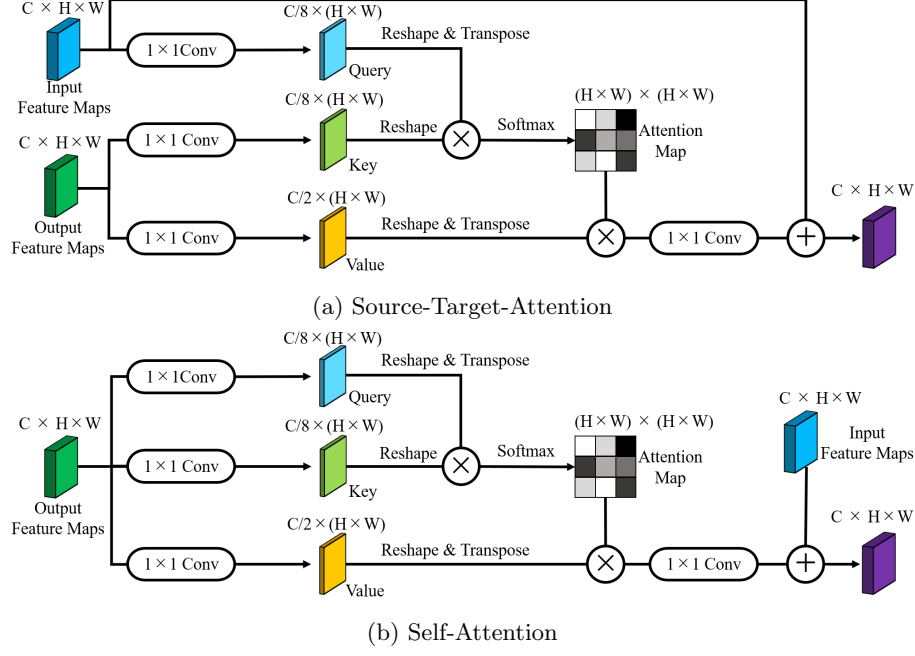 C × H × W
Input
Feature Maps
1 × 1Conv
C/8 × (H × W)
Query
Reshape & Transpose
C × H × W
Output
Feature Maps
1 × 1 Conv
C/8 × (H × W)
Key
Reshape
×
Softmax
(H × W) × (H × W)
Attention
Map
1 × 1 Conv
C/2 × (H × W)
Value
Reshape & Transpose
×
1 × 1 Conv
+
C × H × W
(a) Source-Target-Attention
1 × 1Conv
C/8 × (H × W)
Query
Reshape & Transpose
C × H × W
Output
Feature Maps
1 × 1 Conv
C/8 × (H × W)
Key
Reshape
×
Softmax
(H × W) × (H × W)
Attention
Map
C × H × W
Input
Feature Maps
1 × 1 Conv
C/2 × (H × W)
Value
Reshape & Transpose
×
1 × 1 Conv
+
C × H × W
(b) Self-Attention